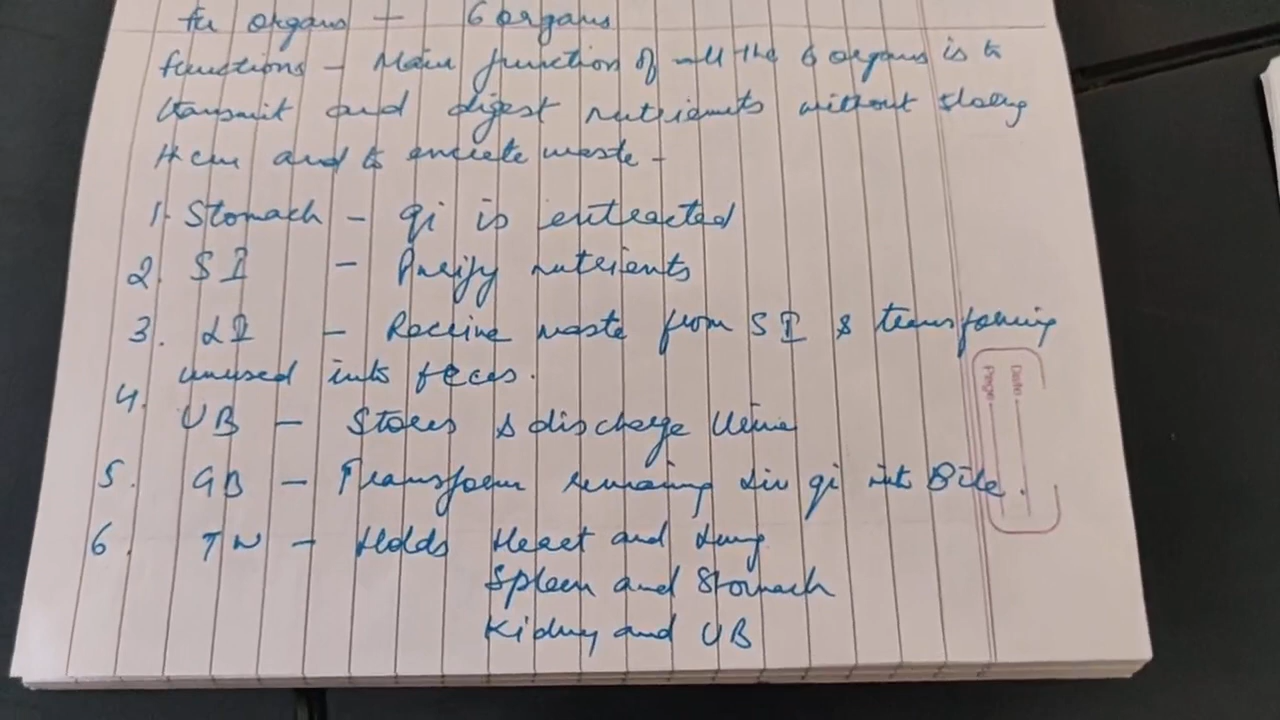 Fu organs - 6 organs
functions - Main function of all the 6 organs is to
transmit and digest nutrients without storing
them and to excrete waste -
1. Stomach - qi is extracted
2. SI - Purify nutrients
3. LI - Receive waste from SI & transforming
unused into feces.
4. UB - Stores & discharge Urine
5. GB - Transform remaining Liv qi into Bile.
6. TW - Holds Heart and Lung
Spleen and Stomach
Kidney and UB
Date
Page